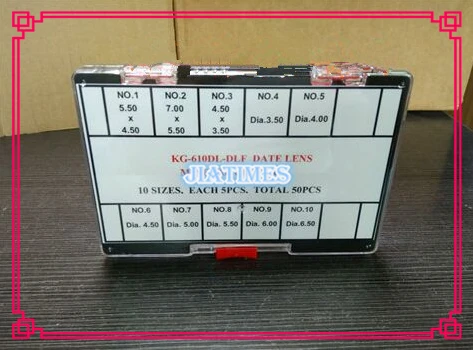 NO.1 NO.2 NO.3 NO.4 NO.5
5.50 7.00 4.50
x x x Dia.3.50 Dia.4.00
4.50 5.50 3.50
KG-610DL-DLF DATE LENS
JIATIMES
10 SIZES, EACH 5PCS. TOTAL 50PCS
NO.6 NO.7 NO.8 NO.9 NO.10
Dia. 4.50 Dia. 5.00 Dia. 5.50 Dia. 6.00 Dia.6.50